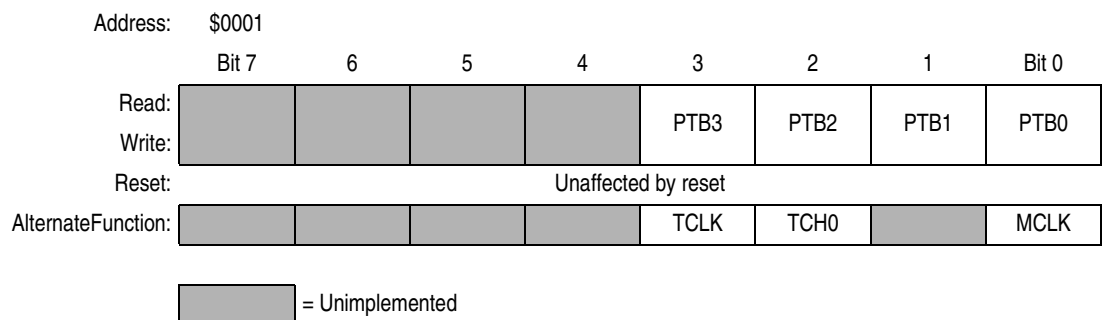 Address: $0001
Bit 7 6 5 4 3 2 1 Bit 0
Read:
PTB3 PTB2 PTB1 PTB0
Write:
Reset: Unaffected by reset
AlternateFunction: TCLK TCH0 MCLK
= Unimplemented